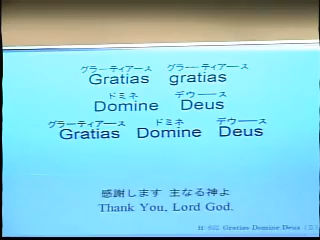 グラーティアース グラーティアース
Gratias gratias
ドミネ デウース
Domine Deus
グラーティアース ドミネ デウース
Gratias Domine Deus
感謝します 主なる神よ
Thank You, Lord God.
Gratias Domine Deus